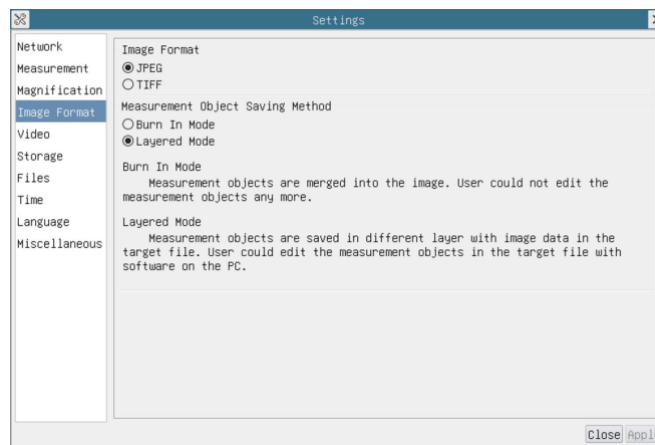 Settings
Network
Measurement
Magnification
Image Format
Video
Storage
Files
Time
Language
Miscellaneous
Image Format
JPEG
TIFF
Measurement Object Saving Method
Burn In Mode
Layered Mode
Burn In Mode
Measurement objects are merged into the image. User could not edit the
measurement objects any more.
Layered Mode
Measurement objects are saved in different layer with image data in the
target file. User could edit the measurement objects in the target file with
software on the PC.
Close